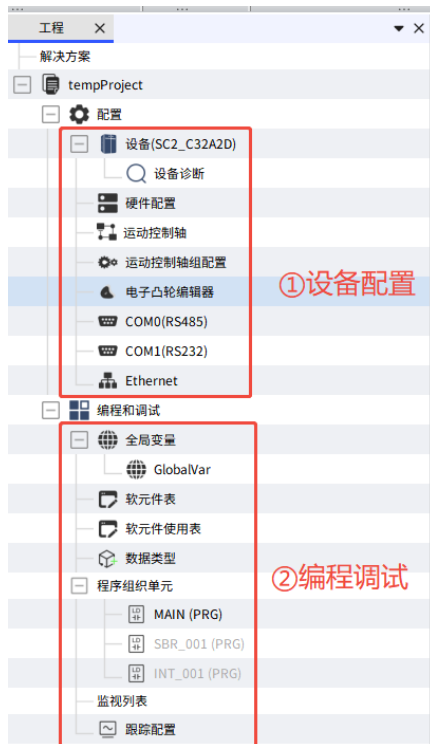 工程
解决方案
tempProject
配置
设备(SC2_C32A2D)
设备诊断
硬件配置
运动控制轴
运动控制轴组配置
电子凸轮编辑器
①设备配置
COM0(RS485)
COM1(RS232)
Ethernet
编程和调试
全局变量
GlobalVar
软元件表
软元件使用表
数据类型
②编程调试
程序组织单元
LD
MAIN (PRG)
LD
SBR_001 (PRG)
LD
INT_001 (PRG)
监视列表
跟踪配置